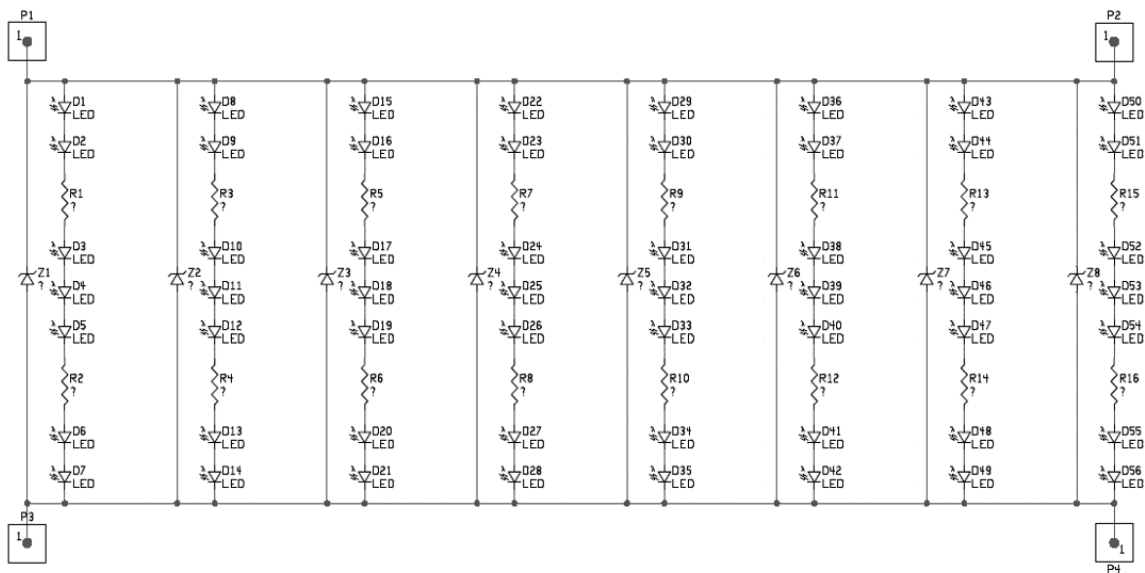 P1
1
P2
1
D1
LED
D8
LED
D15
LED
D22
LED
D29
LED
D36
LED
D43
LED
D50
LED
D2
LED
D9
LED
D16
LED
D23
LED
D30
LED
D37
LED
D44
LED
D51
LED
R1
?
R3
?
R5
?
R7
?
R9
?
R11
?
R13
?
R15
?
D3
LED
D10
LED
D17
LED
D24
LED
D31
LED
D38
LED
D45
LED
D52
LED
Z1
?
Z2
?
Z3
?
Z4
?
Z5
?
Z6
?
Z7
?
Z8
?
D4
LED
D11
LED
D18
LED
D25
LED
D32
LED
D39
LED
D46
LED
D53
LED
D5
LED
D12
LED
D19
LED
D26
LED
D33
LED
D40
LED
D47
LED
D54
LED
R2
?
R4
?
R6
?
R8
?
R10
?
R12
?
R14
?
R16
?
D6
LED
D13
LED
D20
LED
D27
LED
D34
LED
D41
LED
D48
LED
D55
LED
D7
LED
D14
LED
D21
LED
D28
LED
D35
LED
D42
LED
D49
LED
D56
LED
P3
1
1
P4